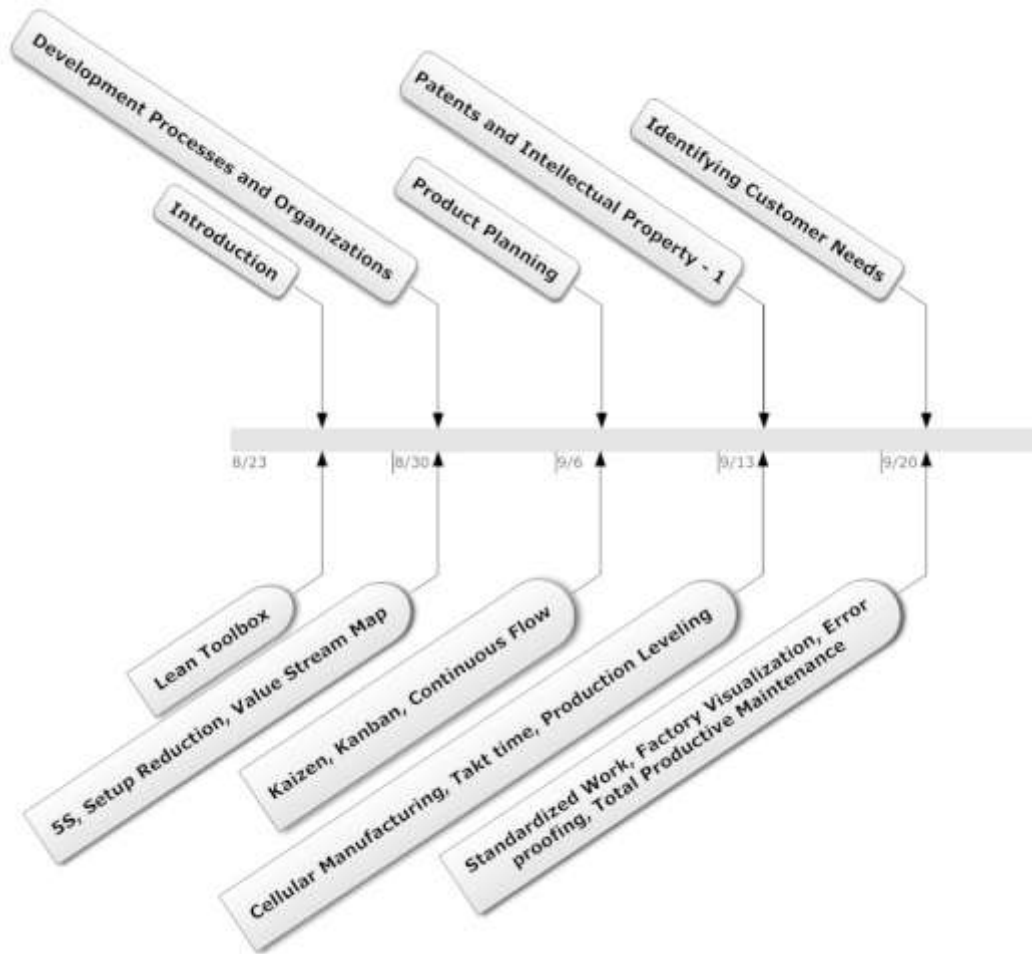 Development Processes and Organizations
Introduction
Patents and Intellectual Property - 1
Product Planning
Identifying Customer Needs
8/23
8/30
9/6
9/13
9/20
Lean Toolbox
5S, Setup Reduction, Value Stream Map
Kaizen, Kanban, Continuous Flow
Cellular Manufacturing, Takt time, Production Leveling
Standardized Work, Factory Visualization, Error
proofing, Total Productive Maintenance